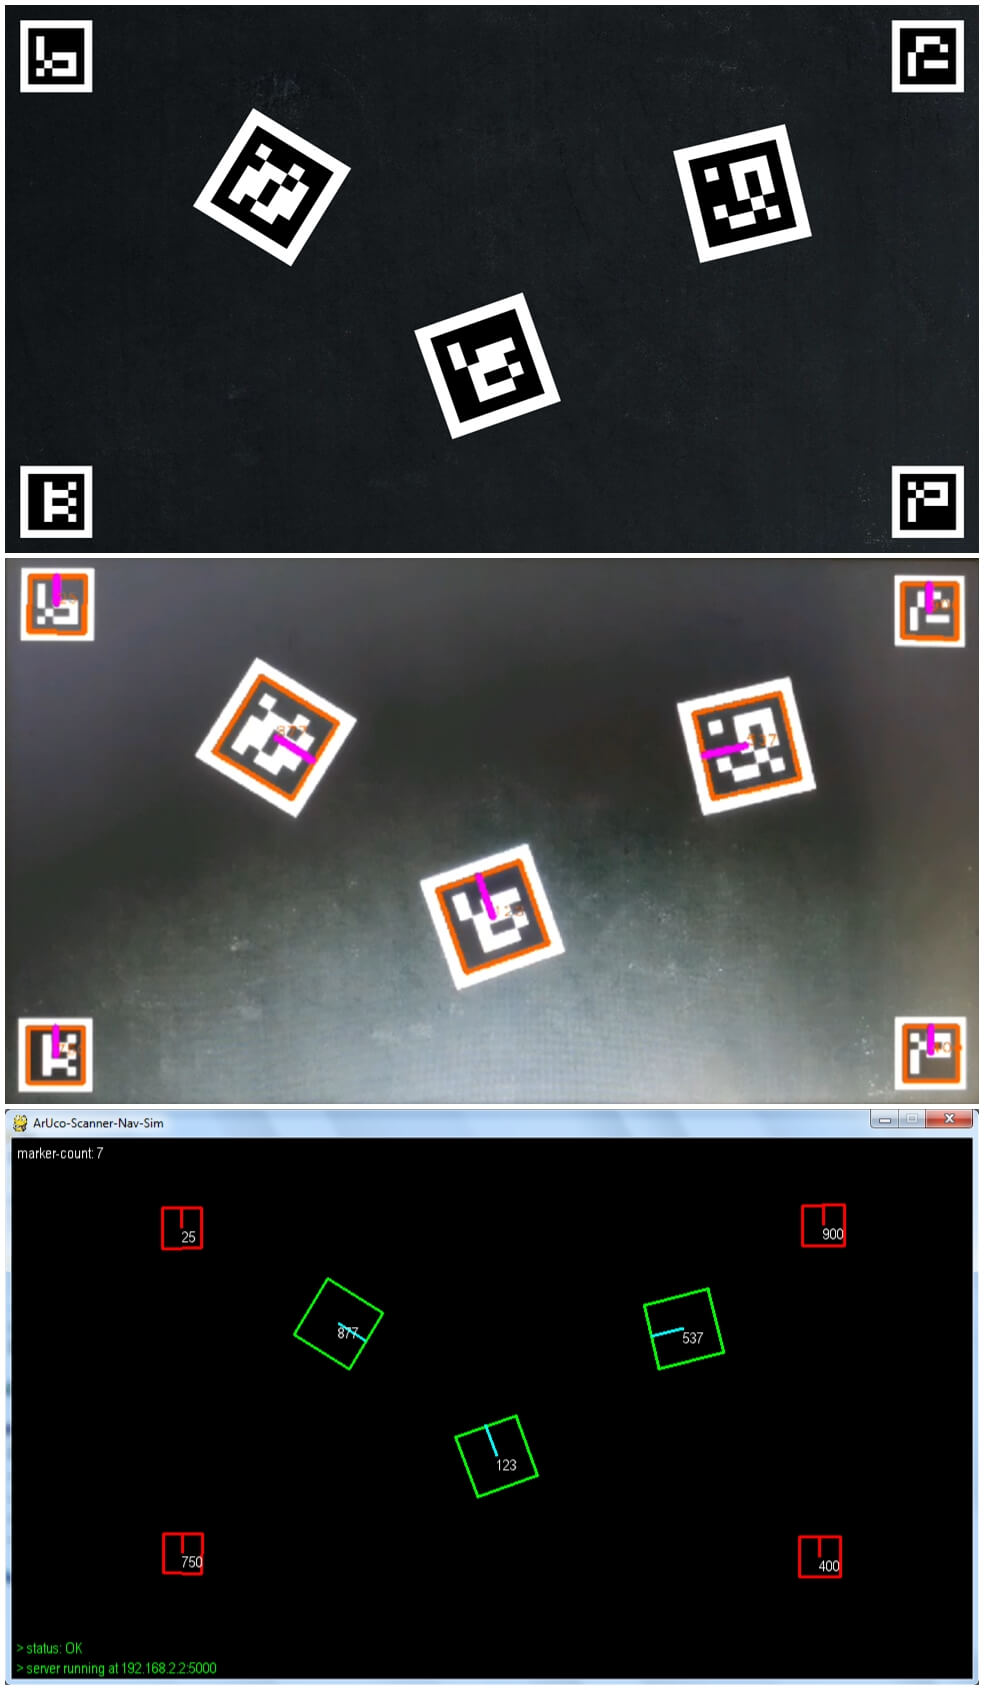 ArUco-Scanner-Nav-Sim
marker-count: 7
25
900
877
537
123
750
400
> status: OK
> server running at 192.168.2.2:5000